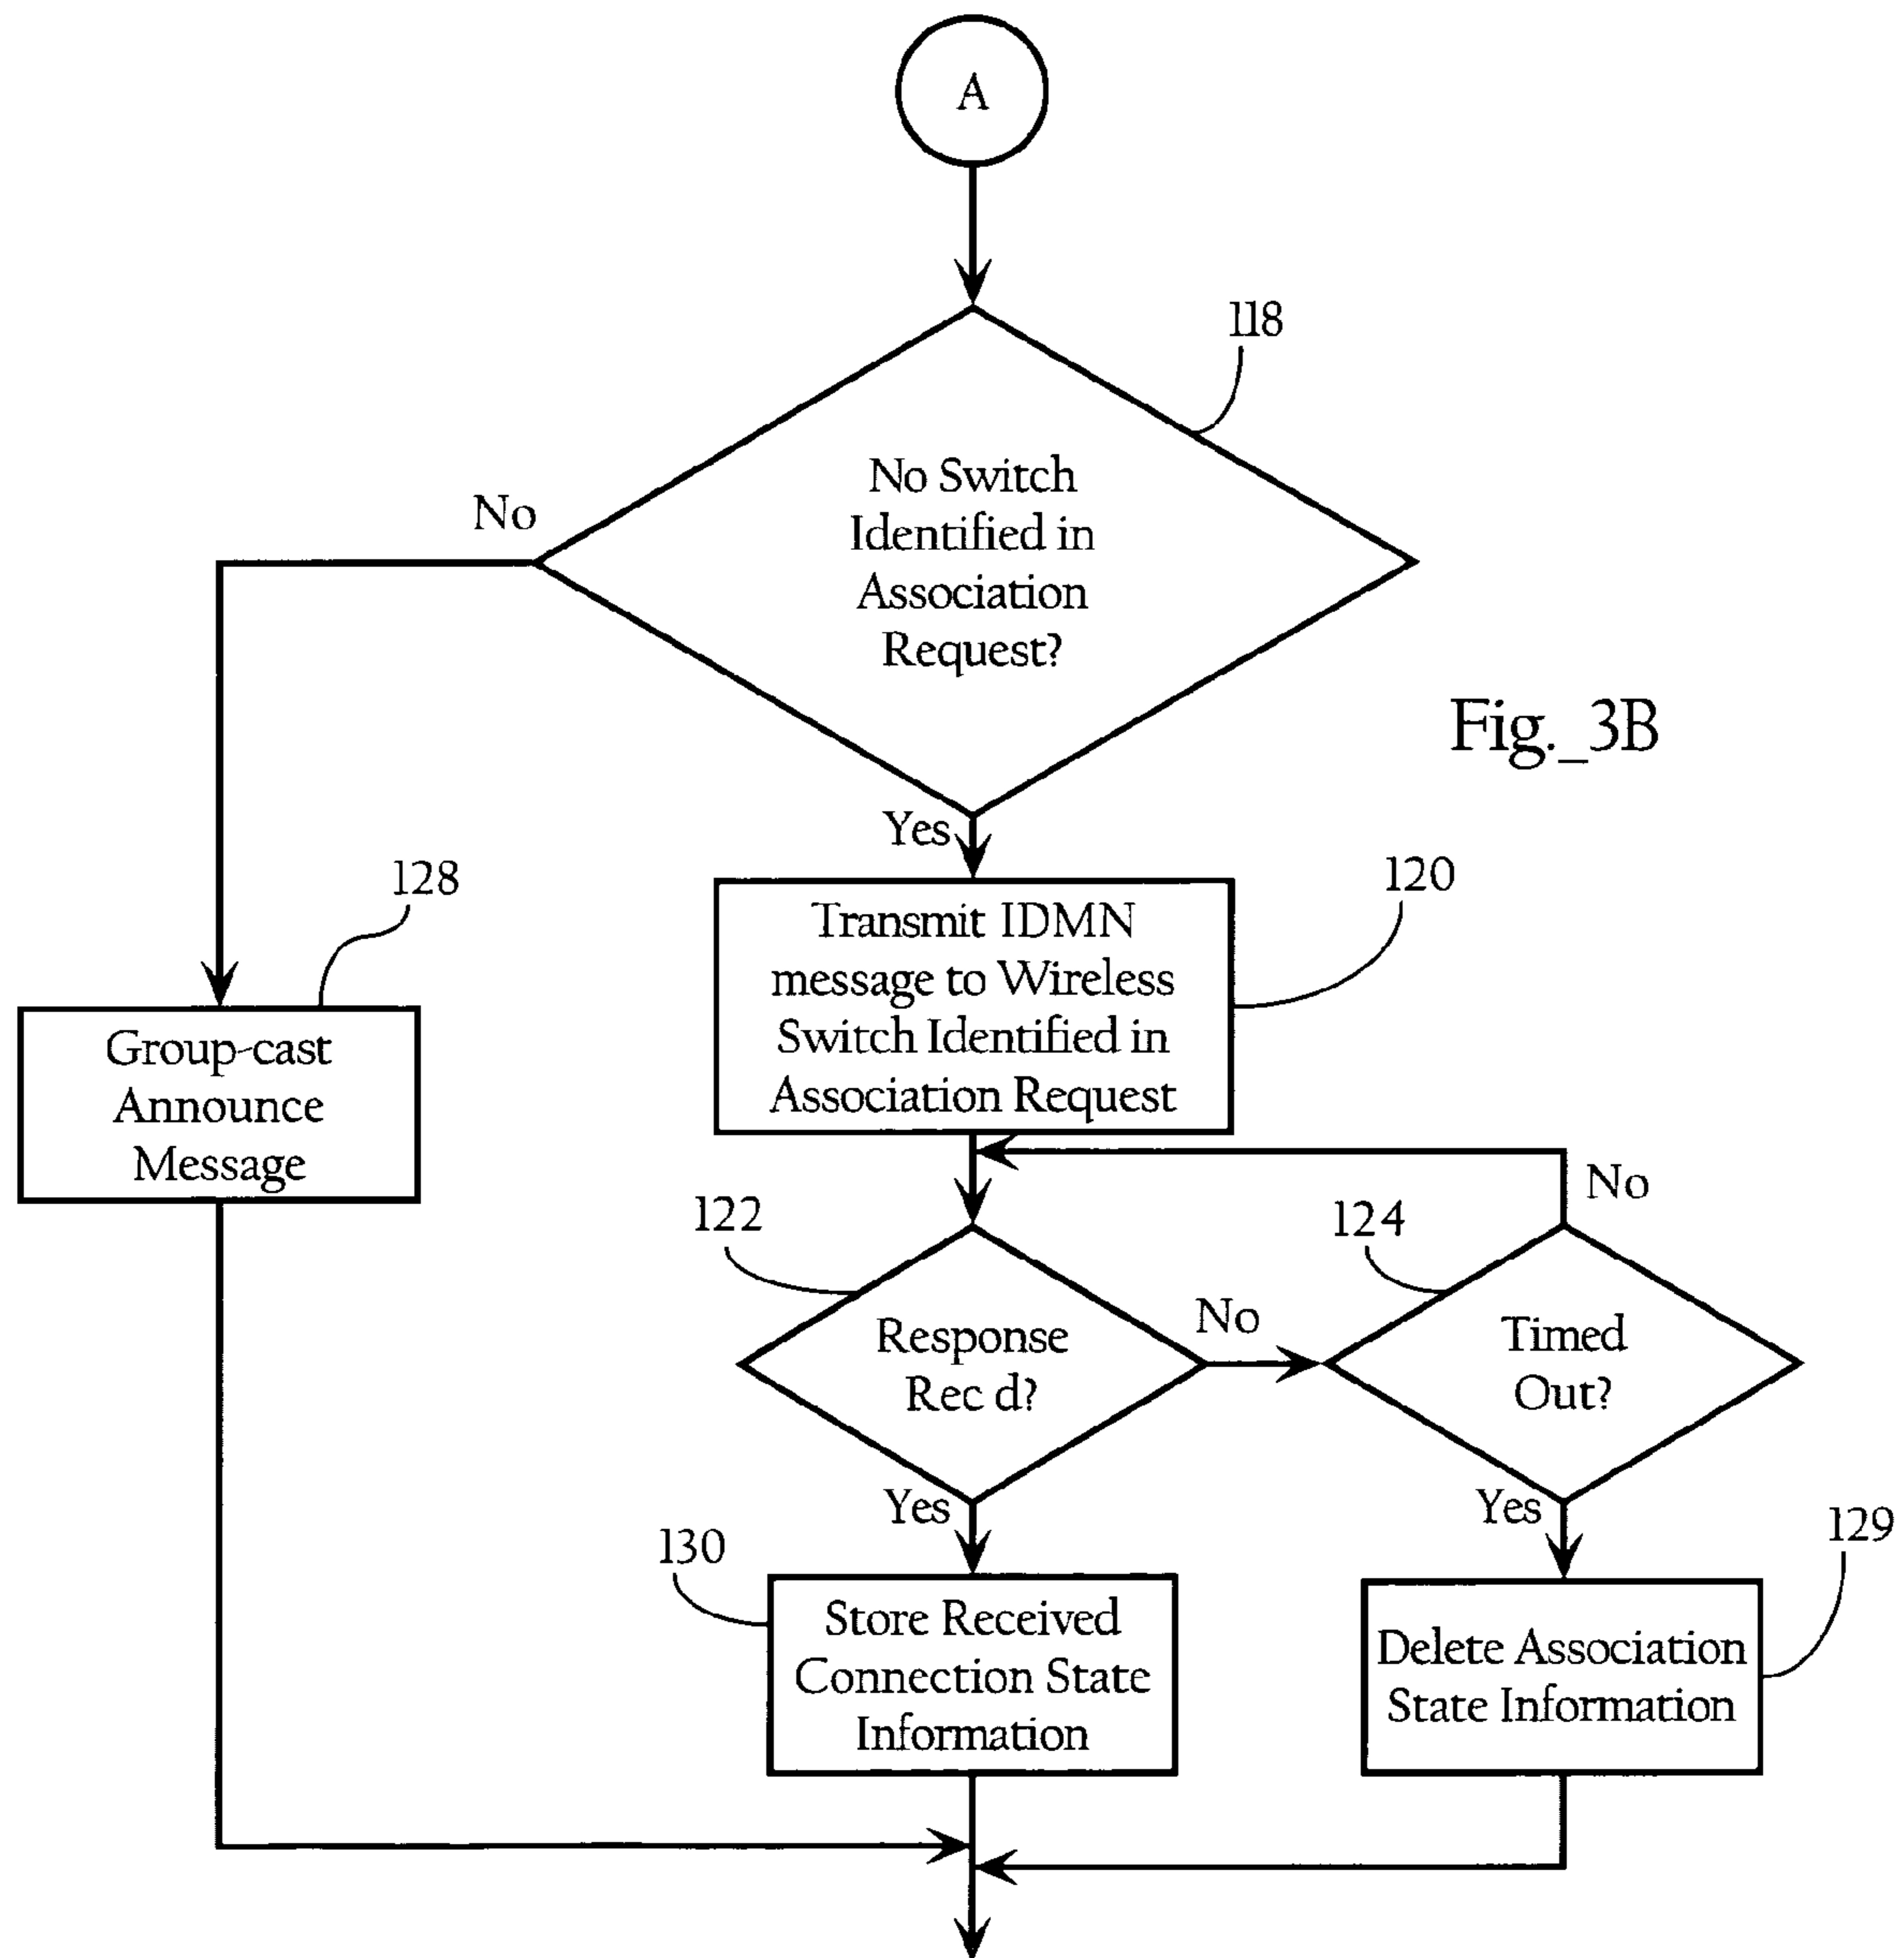 A
118
No Switch
Identified in
Association
Request?
No
Fig._3B
Yes
128
120
Transmit IDMN
message to Wireless
Switch Identified in
Association Request
Group-cast
Announce
Message
No
122
124
Response
Rec d?
No
Timed
Out?
Yes
Yes
130
129
Store Received
Connection State
Information
Delete Association
State Information